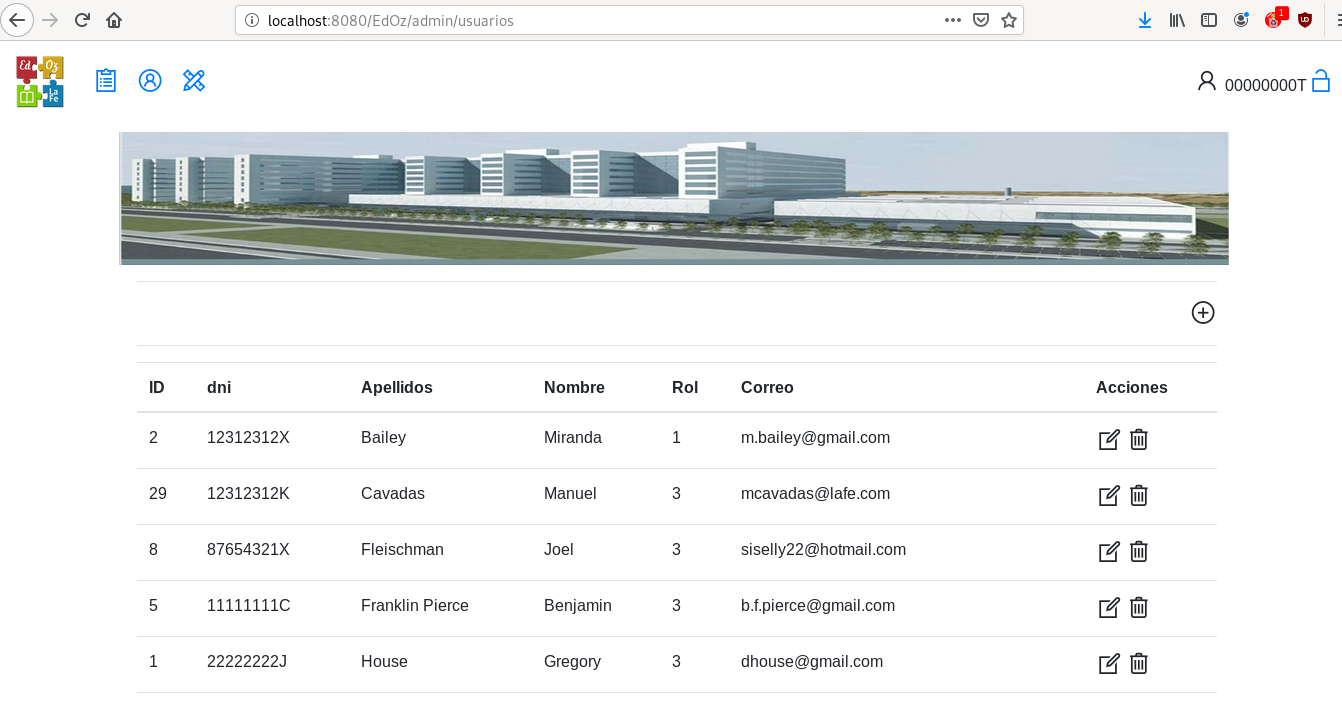 localhost:8080/EdOz/admin/usuarios
1
Ed Oz
La Fe
00000000T
ID dni Apellidos Nombre Rol Correo Acciones
2 12312312X Bailey Miranda 1 m.bailey@gmail.com
29 12312312K Cavadas Manuel 3 mcavadas@lafe.com
8 87654321X Fleischman Joel 3 siselly22@hotmail.com
5 11111111C Franklin Pierce Benjamin 3 b.f.pierce@gmail.com
1 22222222J House Gregory 3 dhouse@gmail.com